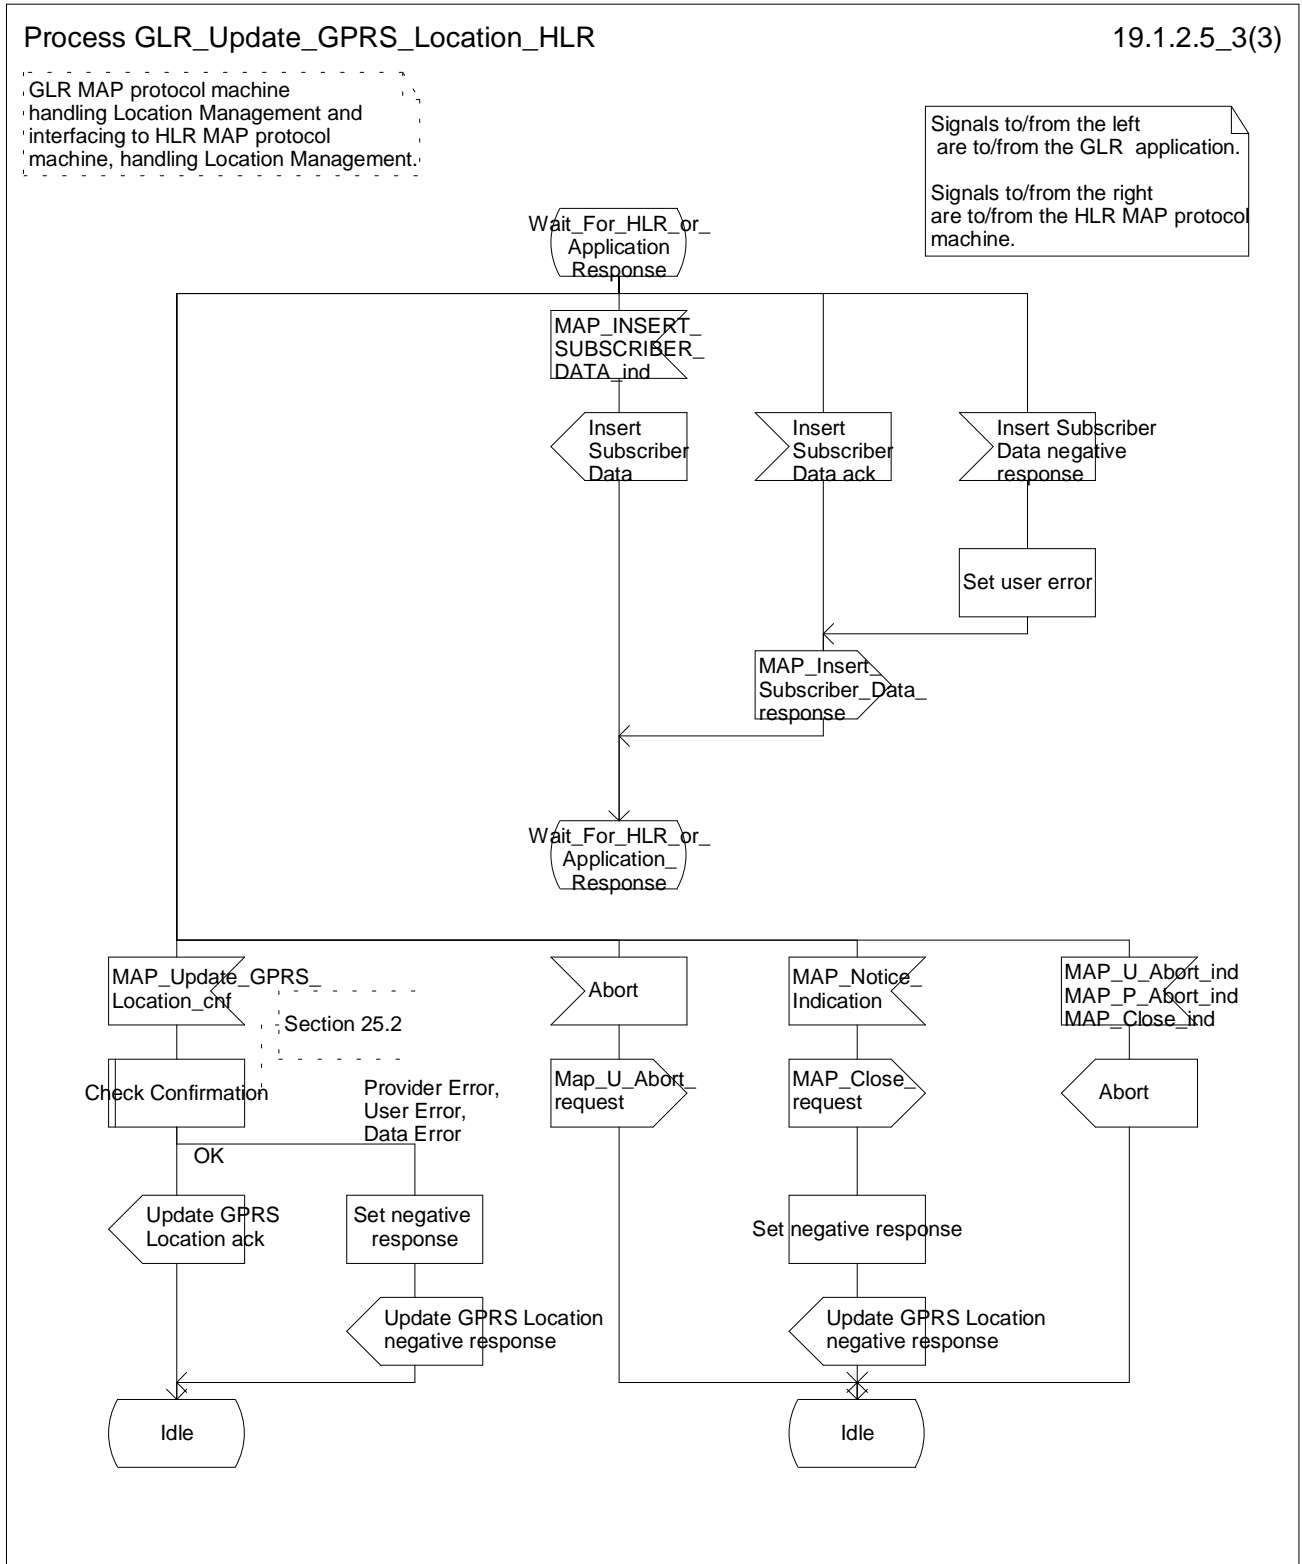 Process GLR_Update_GPRS_Location_HLR
19.1.2.5_3(3)
GLR MAP protocol machine
handling Location Management and
interfacing to HLR MAP protocol
machine, handling Location Management.
Signals to/from the left
are to/from the GLR application.
Signals to/from the right
are to/from the HLR MAP protocol
machine.
Wait_For_HLR_or_
Application
Response
MAP_INSERT_
SUBSCRIBER_
DATA_ind
Insert
Subscriber
Data
Insert
Subscriber
Data ack
Insert Subscriber
Data negative
response
Set user error
MAP_Insert_
Subscriber_Data_
response
Wait_For_HLR_or_
Application_
Response
MAP_Update_GPRS_
Location_cnf
Abort
MAP_Notice_
Indication
MAP_U_Abort_ind
MAP_P_Abort_ind
MAP_Close_ind
Section 25.2
Check Confirmation
Provider Error,
User Error,
Data Error
Map_U_Abort_
request
MAP_Close_
request
Abort
OK
Update GPRS
Location ack
Set negative
response
Set negative response
Update GPRS Location
negative response
Update GPRS Location
negative response
Idle
Idle